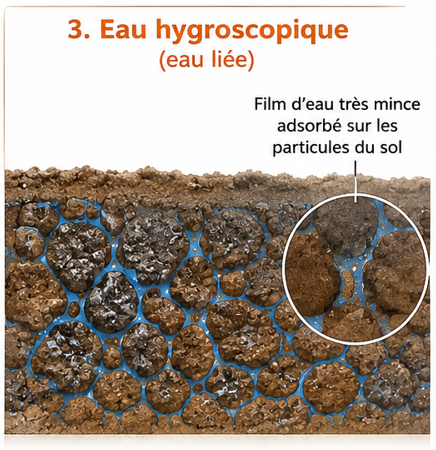 3. Eau hygroscopique
(eau liée)
Film d’eau très mince
adsorbé sur les
particules du sol